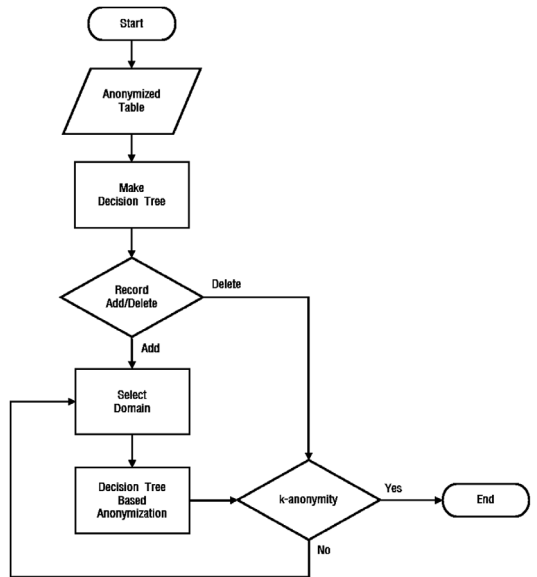 Start
Anonymized
Table
Make
Decision Tree
Record
Add/Delete
Delete
Add
Select
Domain
Decision Tree
Based
Anonymization
k-anonymity
Yes
End
No